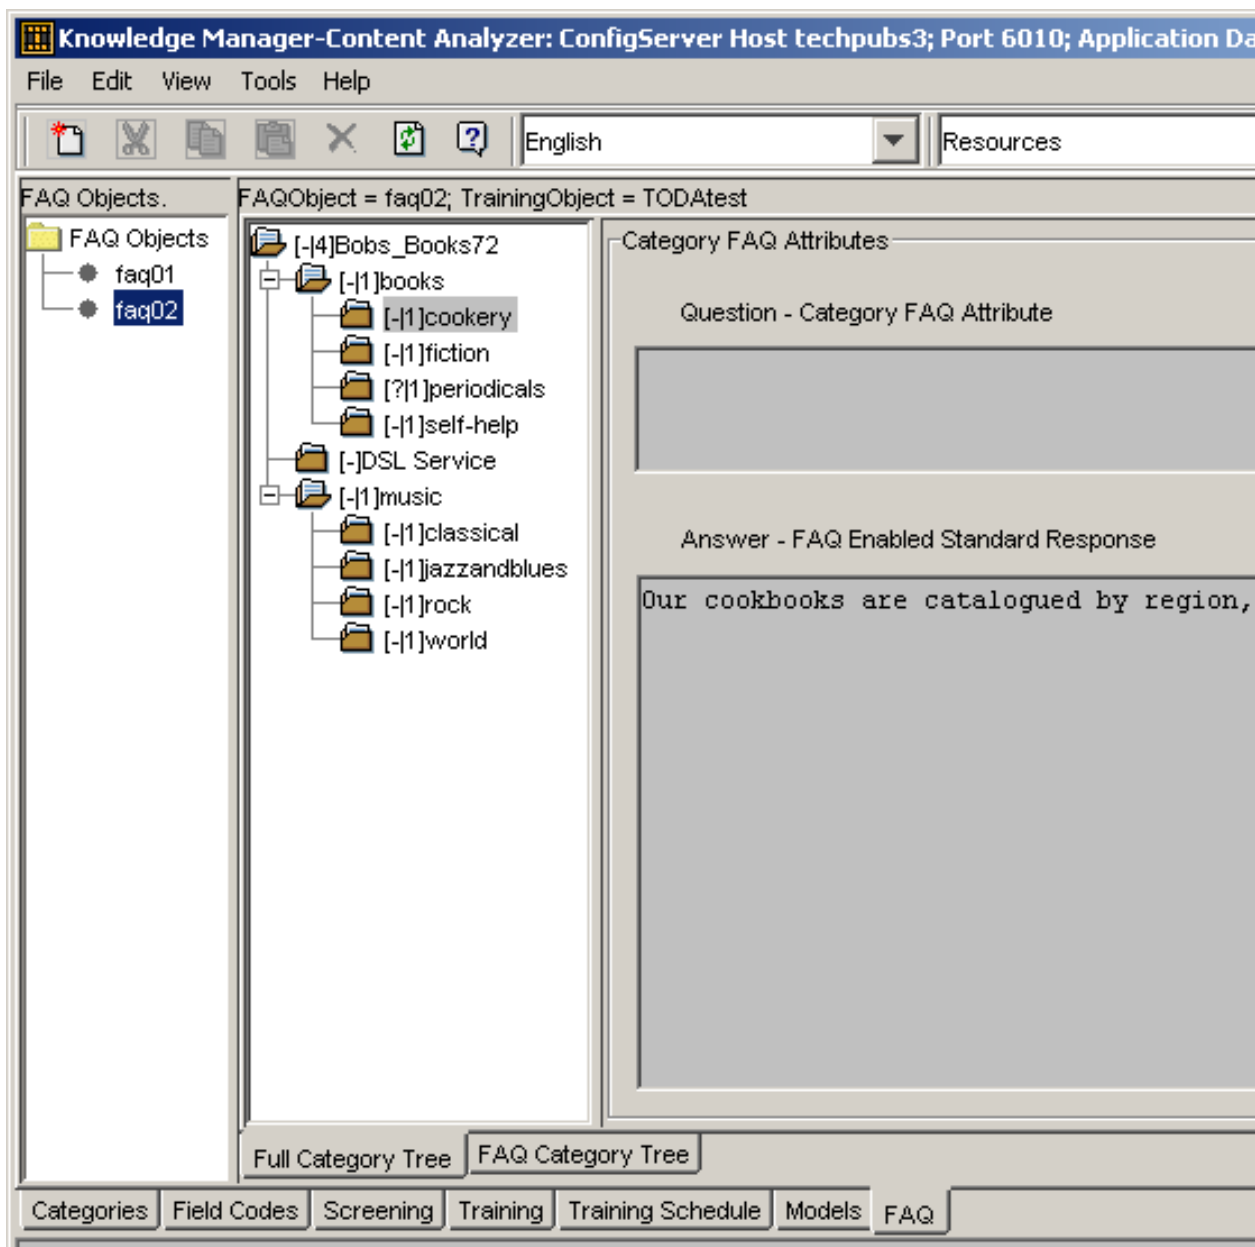 Knowledge Manager-Content Analyzer: ConfigServer Host techpubs3; Port 6010; Application Da
File Edit View Tools Help
English Resources
FAQ Objects.
FAQ Objects
faq01
faq02
FAQObject = faq02; TrainingObject = TODAtest
[-|4]Bobs_Books72
[-|1]books
[-|1]cookery
[-|1]fiction
[?|1]periodicals
[-|1]self-help
[-]DSL Service
[-|1]music
[-|1]classical
[-|1]jazzandblues
[-|1]rock
[-|1]world
Category FAQ Attributes
Question - Category FAQ Attribute
Answer - FAQ Enabled Standard Response
Our cookbooks are catalogued by region,
Full Category Tree FAQ Category Tree
Categories Field Codes Screening Training Training Schedule Models FAQ